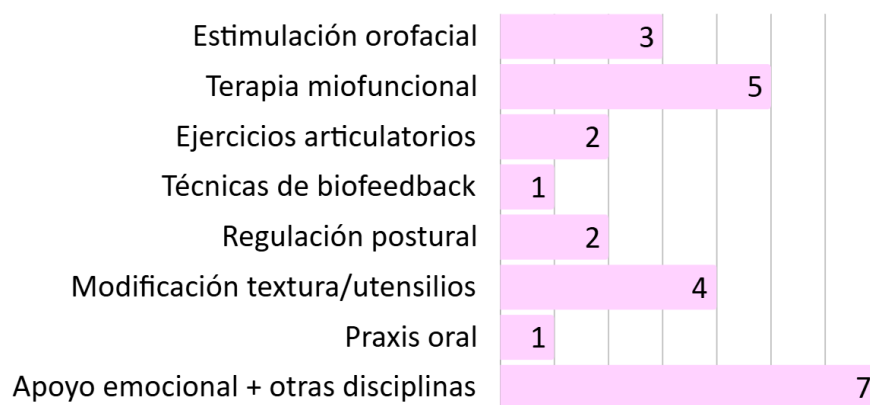 Estimulación orofacial 3
Terapia miofuncional 5
Ejercicios articulatorios 2
Técnicas de biofeedback 1
Regulación postural 2
Modificación textura/utensilios 4
Praxis oral 1
Apoyo emocional + otras disciplinas 7